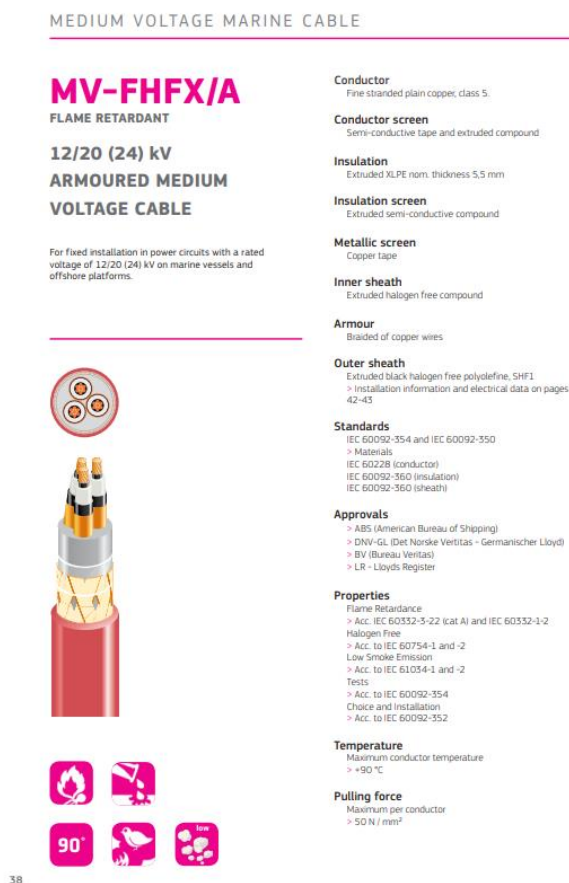 MEDIUM VOLTAGE MARINE CABLE
MV-FHFX/A
FLAME RETARDANT
12/20 (24) kV
ARMOURED MEDIUM
VOLTAGE CABLE
For fixed installation in power circuits with a rated
voltage of 12/20 (24) kV on marine vessels and
offshore platforms.
Conductor
Fine stranded plain copper, class 5.
Conductor screen
Semi-conductive tape and extruded compound
Insulation
Extruded XLPE nom. thickness 5,5 mm
Insulation screen
Extruded semi-conductive compound
Metallic screen
Copper tape
Inner sheath
Extruded halogen free compound
Armour
Braided of copper wires
Outer sheath
Extruded black halogen free polyolefine, SHF1
> Installation information and electrical data on pages
42-43
Standards
IEC 60092-354 and IEC 60092-350
> Materials
IEC 60228 (conductor)
IEC 60092-360 (insulation)
IEC 60092-360 (sheath)
Approvals
> ABS (American Bureau of Shipping)
> DNV-GL (Det Norske Vertitas - Germanischer Lloyd)
> BV (Bureau Veritas)
> LR - Lloyds Register
Properties
Flame Retardance
> Acc. IEC 60332-3-22 (cat A) and IEC 60332-1-2
Halogen Free
> Acc. to IEC 60754-1 and -2
Low Smoke Emission
> Acc. to IEC 61034-1 and -2
Tests
> Acc. to IEC 60092-354
Choice and Installation
> Acc. to IEC 60092-352
Temperature
Maximum conductor temperature
> +90 °C
Pulling force
Maximum per conductor
> 50 N / mm²
90°
low
38